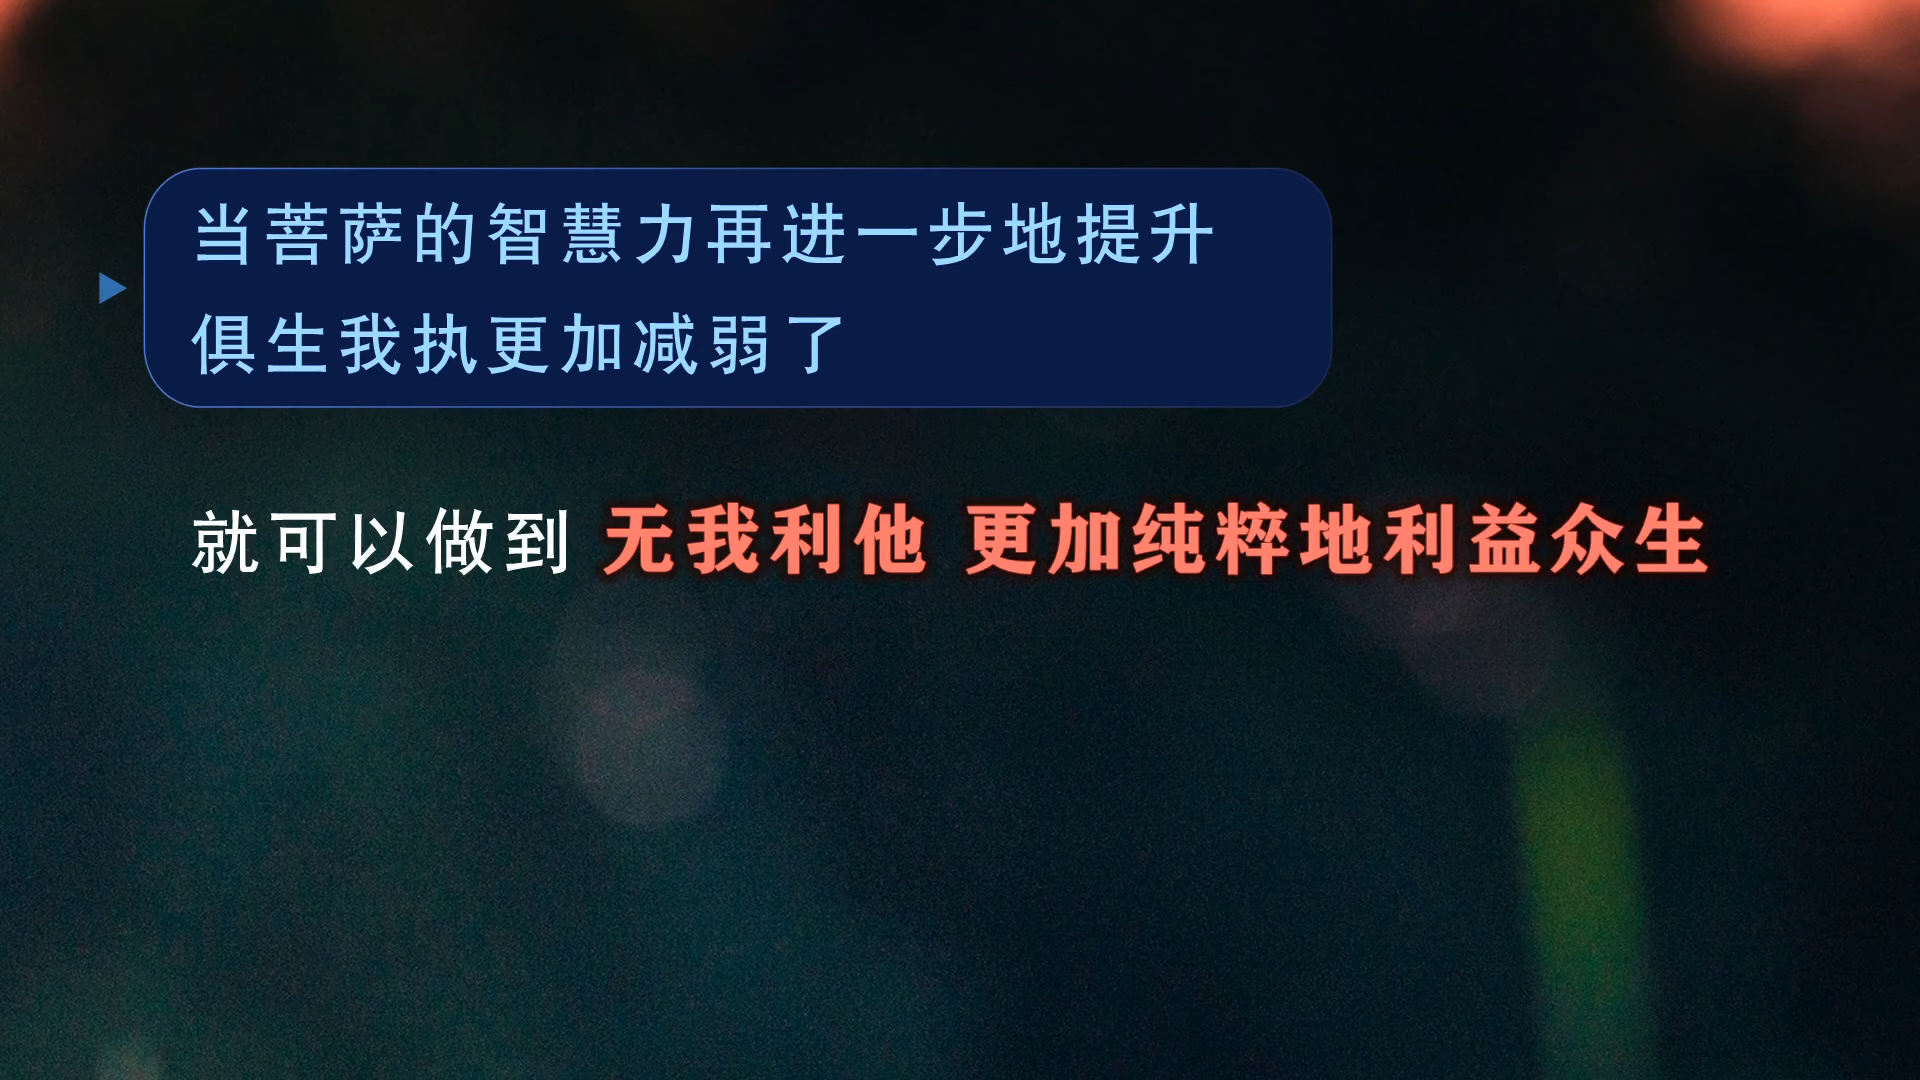 当菩萨的智慧力再进一步地提升
俱生我执更加减弱了
就可以做到 无我利他 更加纯粹地利益众生